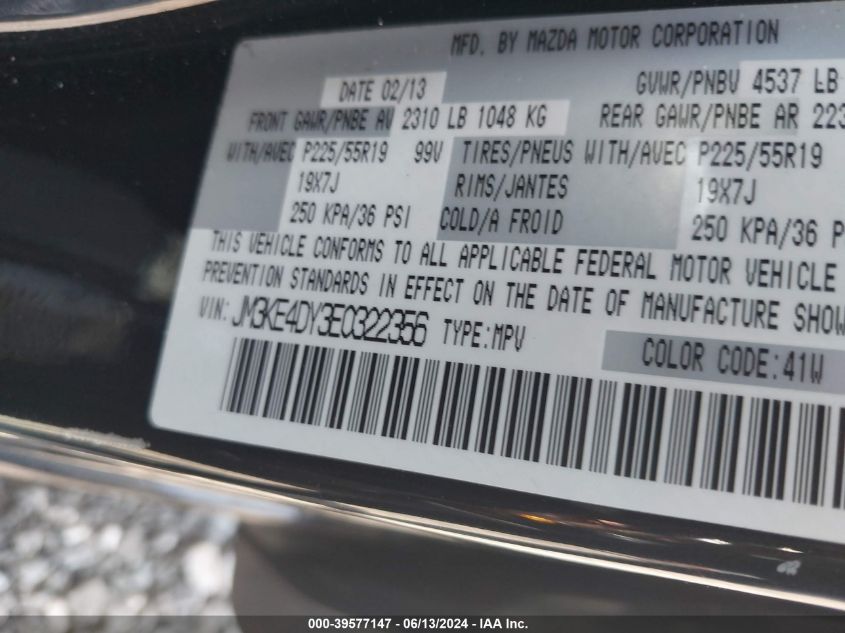 MFD. BY MAZDA MOTOR CORPORATION
DATE 02/13 GVWR/PNBV 4537 LB
FRONT GAWR/PNBE AV 2310 LB 1048 KG REAR GAWR/PNBE AR 223
WITH/AVEC P225/55R19 99V TIRES/PNEUS WITH/AVEC P225/55R19
19X7J RIMS/JANTES 19X7J
250 KPA/36 PSI COLD/A FROID 250 KPA/36 P
THIS VEHICLE CONFORMS TO ALL APPLICABLE FEDERAL MOTOR VEHICLE
PREVENTION STANDARDS IN EFFECT ON THE DATE OF MANUFACTURE SHOW
VIN: JM3KE4DY3E0322356 TYPE:MPV
COLOR CODE:41W
000-39577147 - 06/13/2024 - IAA Inc.